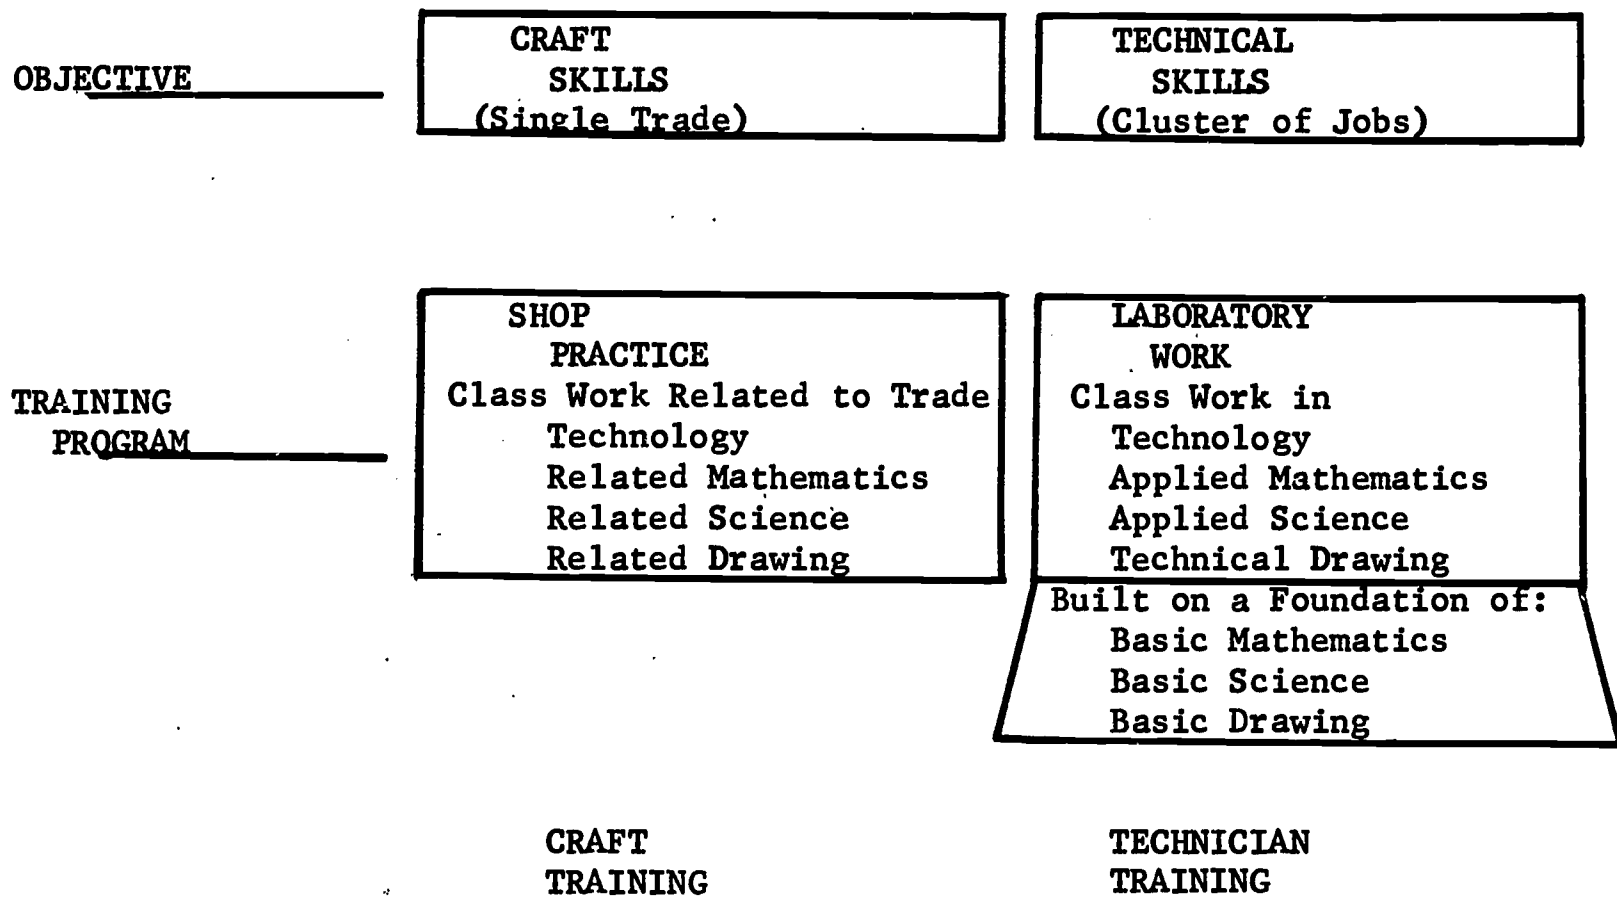 OBJECTIVE
CRAFT
SKILLS
(Single Trade)
TECHNICAL
SKILLS
(Cluster of Jobs)
TRAINING
PROGRAM
SHOP
PRACTICE
Class Work Related to Trade
Technology
Related Mathematics
Related Science
Related Drawing
LABORATORY
WORK
Class Work in
Technology
Applied Mathematics
Applied Science
Technical Drawing
Built on a Foundation of:
Basic Mathematics
Basic Science
Basic Drawing
CRAFT
TRAINING
TECHNICIAN
TRAINING